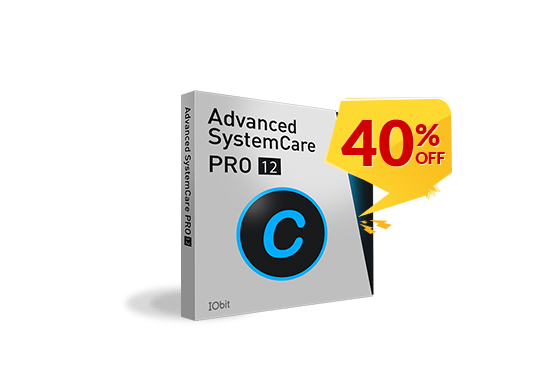 Advanced
SystemCare
PRO 12
C
IObit
Advanced SystemCare PRO 12
40%
OFF